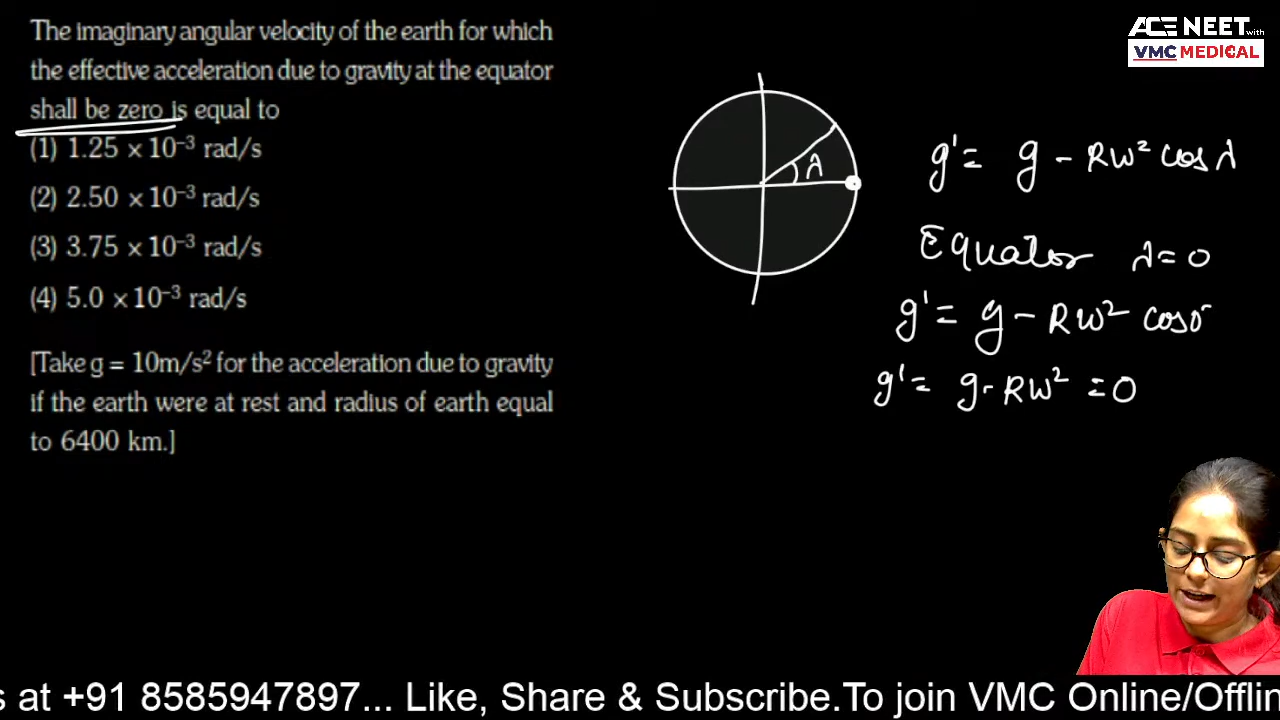 The imaginary angular velocity of the earth for which
the effective acceleration due to gravity at the equator
shall be zero is equal to
(1) 1.25 × 10⁻³ rad/s
(2) 2.50 × 10⁻³ rad/s
(3) 3.75 × 10⁻³ rad/s
(4) 5.0 × 10⁻³ rad/s
[Take g = 10m/s² for the acceleration due to gravity
if the earth were at rest and radius of earth equal
to 6400 km.]
λ
g' = g - Rω² cos λ
Equator λ = 0
g' = g - Rω² cos0°
g' = g - Rω² = 0
ACE NEET with
VMC MEDICAL
s at +91 8585947897... Like, Share & Subscribe.To join VMC Online/Offlin